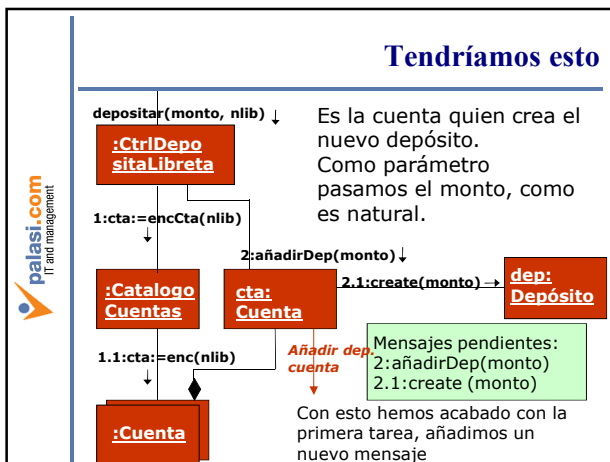 Tendríamos esto
depositar(monto, nlib)
:CtrlDepo
sitaLibreta
Es la cuenta quien crea el
nuevo depósito.
Como parámetro
pasamos el monto, como
es natural.
palasi.com
IT and management
1:cta:=encCta(nlib)
2:añadirDep(monto)
2.1:create(monto)
dep:
Depósito
:Catalogo
Cuentas
cta:
Cuenta
1.1:cta:=enc(nlib)
Añadir dep.
cuenta
Mensajes pendientes:
2:añadirDep(monto)
2.1:create (monto)
:Cuenta
Con esto hemos acabado con la
primera tarea, añadimos un
nuevo mensaje